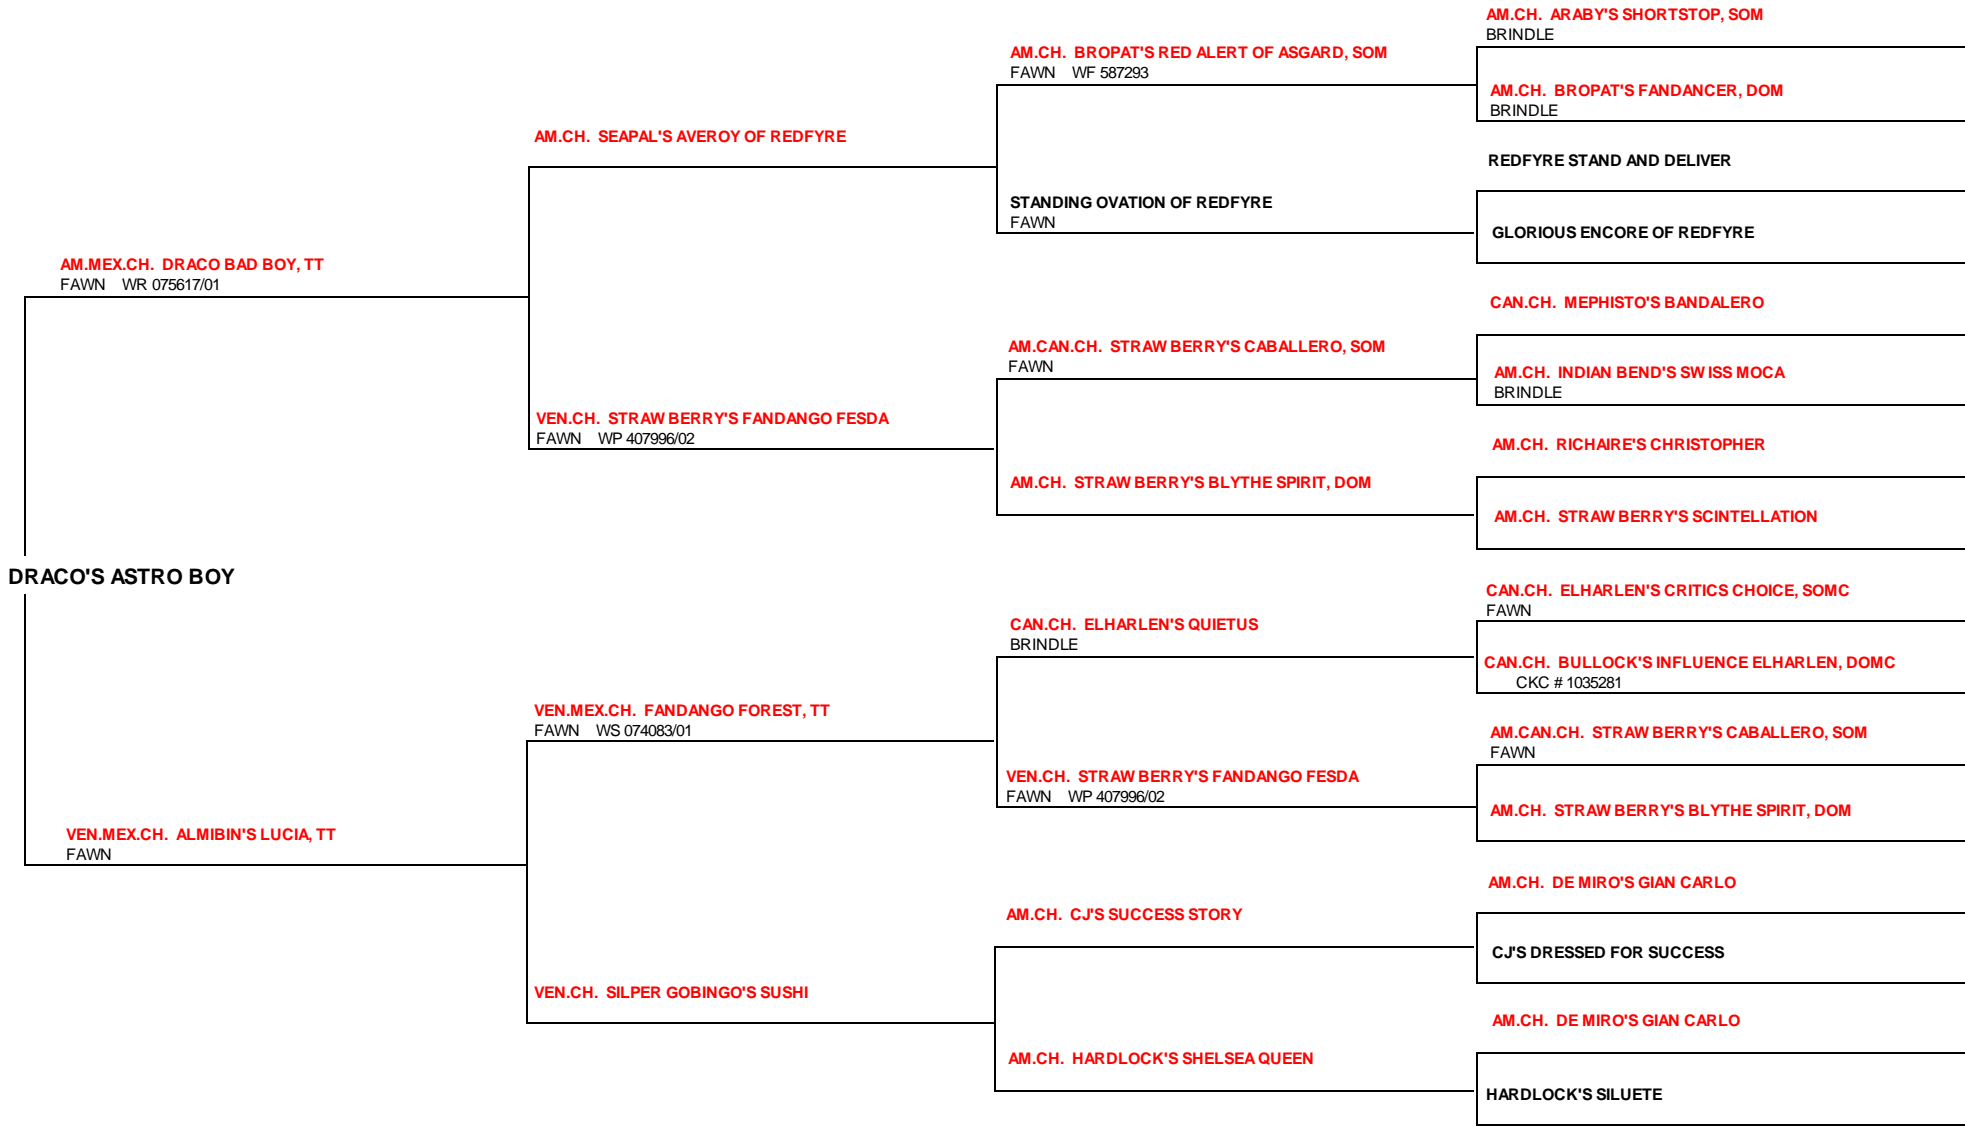 AM.CH. ARABY'S SHORTSTOP, SOM
BRINDLE
AM.CH. BROPAT'S RED ALERT OF ASGARD, SOM
FAWN WF 587293
AM.CH. BROPAT'S FANDANCER, DOM
BRINDLE
AM.CH. SEAPAL'S AVEROY OF REDFYRE
REDFYRE STAND AND DELIVER
STANDING OVATION OF REDFYRE
FAWN
GLORIOUS ENCORE OF REDFYRE
AM.MEX.CH. DRACO BAD BOY, TT
FAWN WR 075617/01
CAN.CH. MEPHISTO'S BANDALERO
AM.CAN.CH. STRAW BERRY'S CABALLERO, SOM
FAWN
AM.CH. INDIAN BEND'S SW ISS MOCA
BRINDLE
VEN.CH. STRAW BERRY'S FANDANGO FESDA
FAWN WP 407996/02
AM.CH. RICHAIRE'S CHRISTOPHER
AM.CH. STRAW BERRY'S BLYTHE SPIRIT, DOM
AM.CH. STRAW BERRY'S SCINTELLATION
DRACO'S ASTRO BOY
CAN.CH. ELHARLEN'S CRITICS CHOICE, SOMC
FAWN
CAN.CH. ELHARLEN'S QUIETUS
BRINDLE
CAN.CH. BULLOCK'S INFLUENCE ELHARLEN, DOMC
CKC # 1035281
VEN.MEX.CH. FANDANGO FOREST, TT
FAWN WS 074083/01
AM.CAN.CH. STRAW BERRY'S CABALLERO, SOM
FAWN
VEN.CH. STRAW BERRY'S FANDANGO FESDA
FAWN WP 407996/02
AM.CH. STRAW BERRY'S BLYTHE SPIRIT, DOM
VEN.MEX.CH. ALMIBIN'S LUCIA, TT
FAWN
AM.CH. DE MIRO'S GIAN CARLO
AM.CH. CJ'S SUCCESS STORY
CJ'S DRESSED FOR SUCCESS
VEN.CH. SILPER GOBINGO'S SUSHI
AM.CH. DE MIRO'S GIAN CARLO
AM.CH. HARDLOCK'S SHELSEA QUEEN
HARDLOCK'S SILUETE